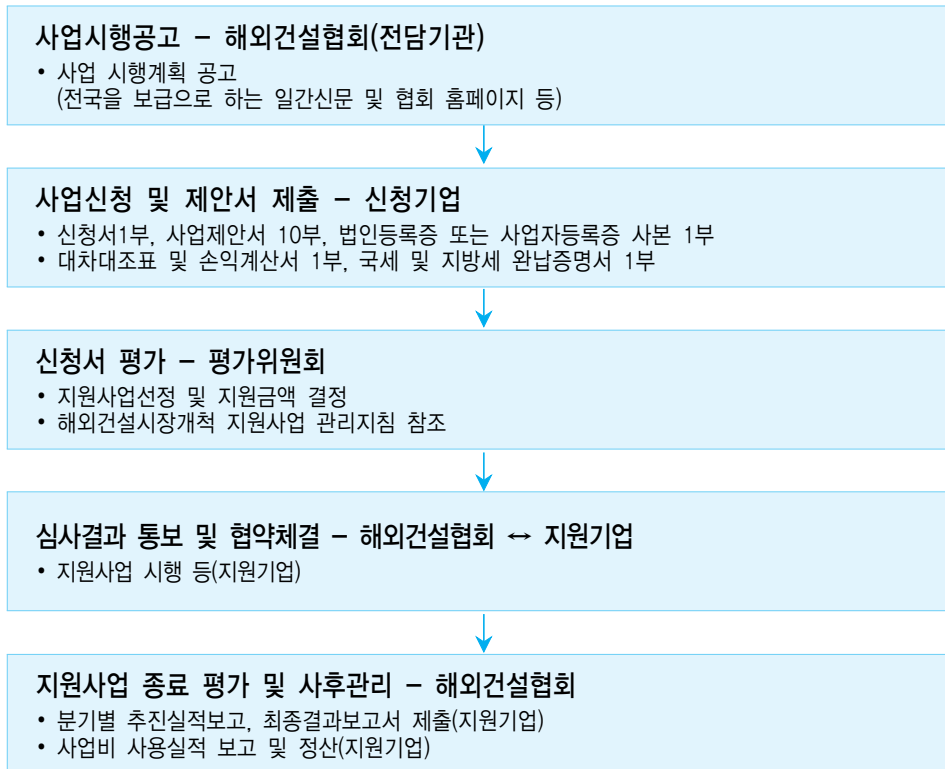 사업시행공고 – 해외건설협회(전담기관)
• 사업 시행계획 공고
(전국을 보급으로 하는 일간신문 및 협회 홈페이지 등)
사업신청 및 제안서 제출 – 신청기업
• 신청서1부, 사업제안서 10부, 법인등록증 또는 사업자등록증 사본 1부
• 대차대조표 및 손익계산서 1부, 국세 및 지방세 완납증명서 1부
신청서 평가 – 평가위원회
• 지원사업선정 및 지원금액 결정
• 해외건설시장개척 지원사업 관리지침 참조
심사결과 통보 및 협약체결 – 해외건설협회 ↔ 지원기업
• 지원사업 시행 등(지원기업)
지원사업 종료 평가 및 사후관리 – 해외건설협회
• 분기별 추진실적보고, 최종결과보고서 제출(지원기업)
• 사업비 사용실적 보고 및 정산(지원기업)